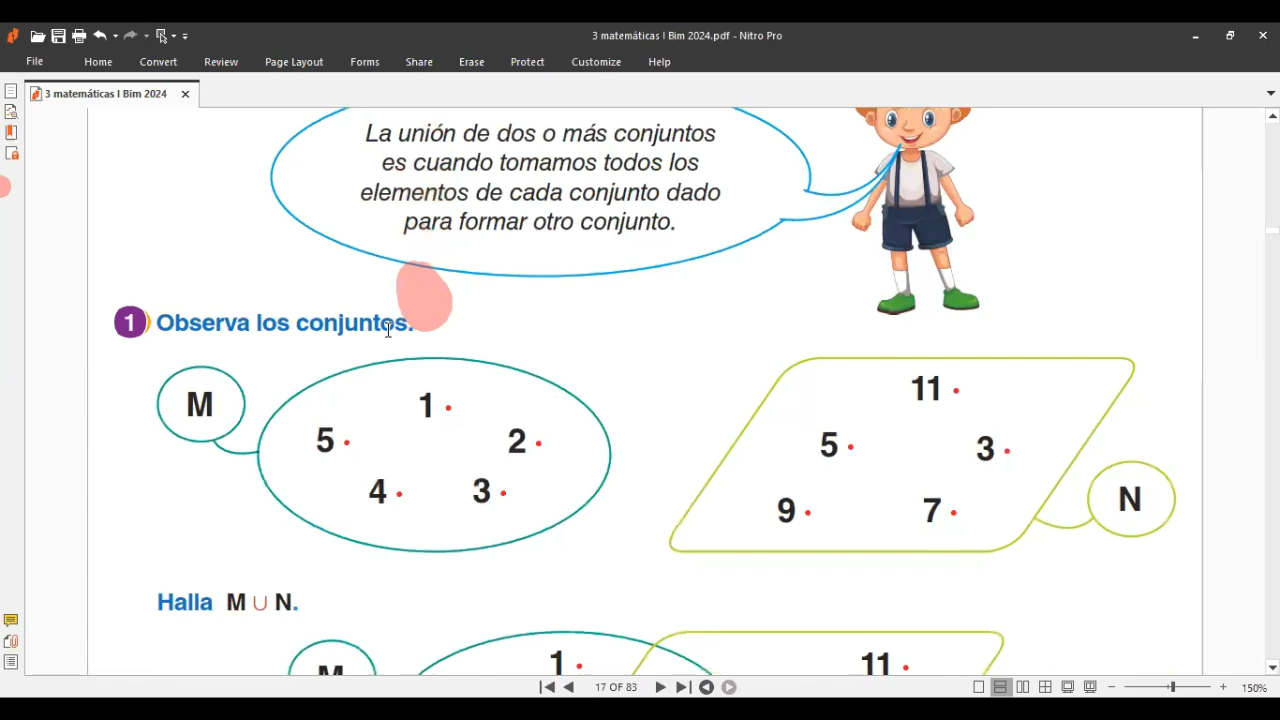 3 matemáticas I Bim 2024.pdf - Nitro Pro
File Home Convert Review Page Layout Forms Share Erase Protect Customize Help
3 matemáticas I Bim 2024
La unión de dos o más conjuntos
es cuando tomamos todos los
elementos de cada conjunto dado
para formar otro conjunto.
1 Observa los conjuntos.
M
1
5
2
4
3
11
5
3
9
7
N
Halla M ∪ N.
M
1
11
17 OF 83
150%